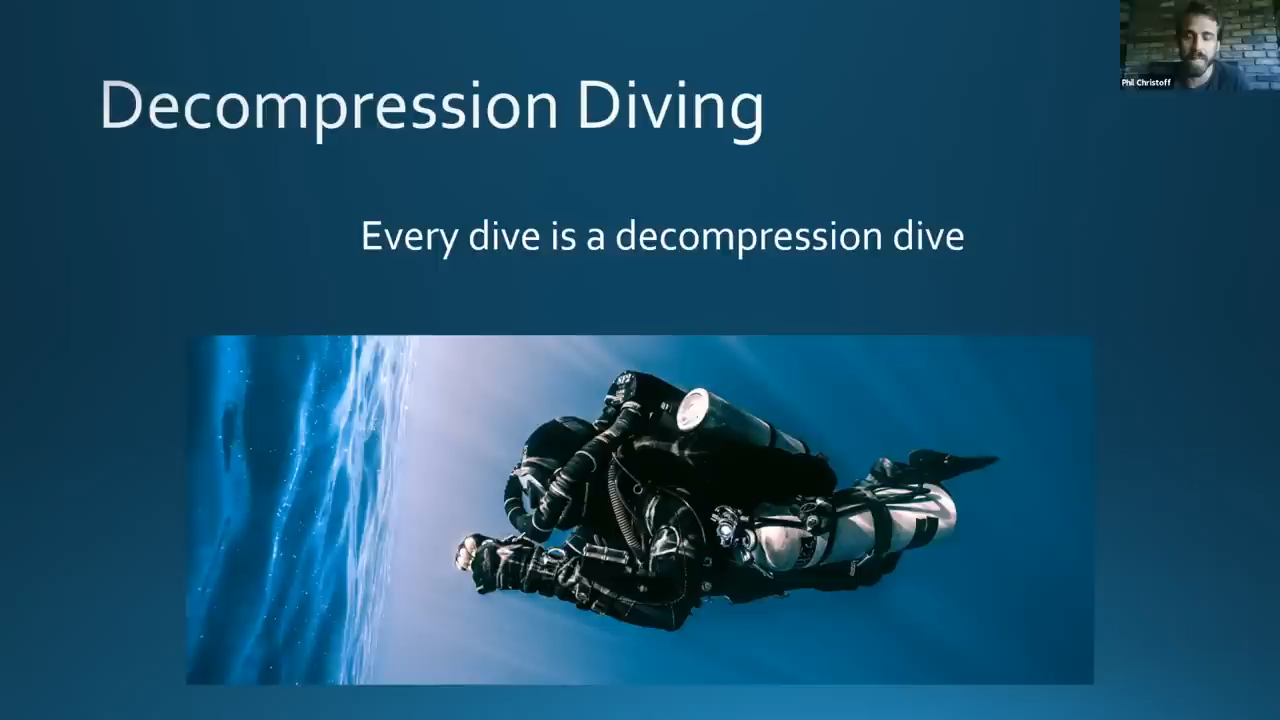 Decompression Diving
Every dive is a decompression dive
Phil Christoff